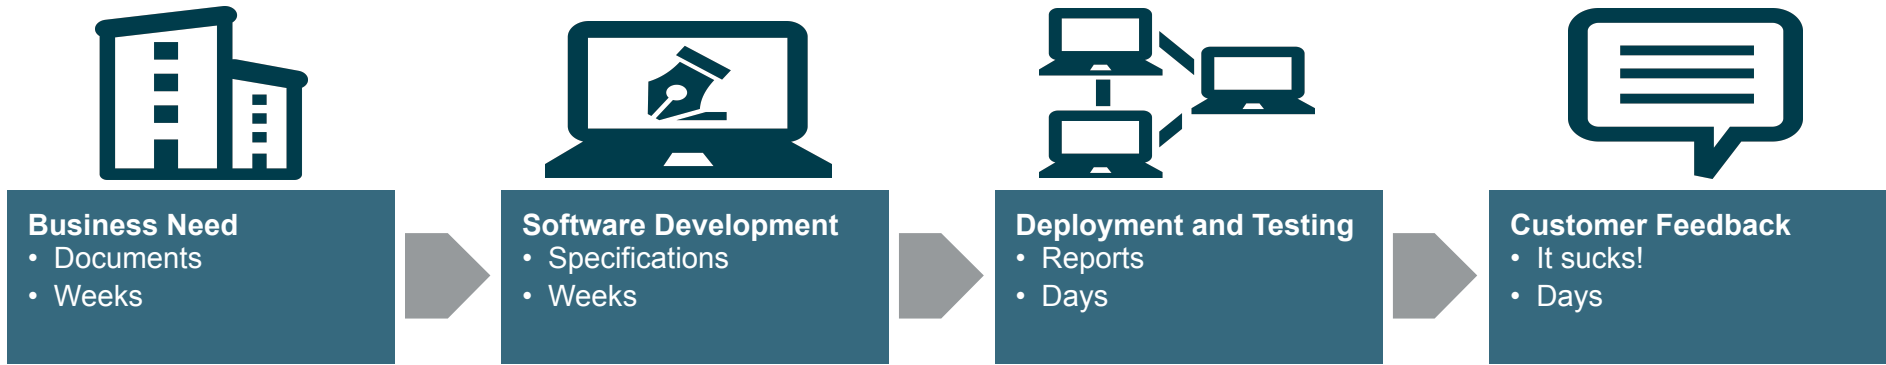 Business Need
• Documents
• Weeks
Software Development
• Specifications
• Weeks
Deployment and Testing
• Reports
• Days
Customer Feedback
• It sucks!
• Days